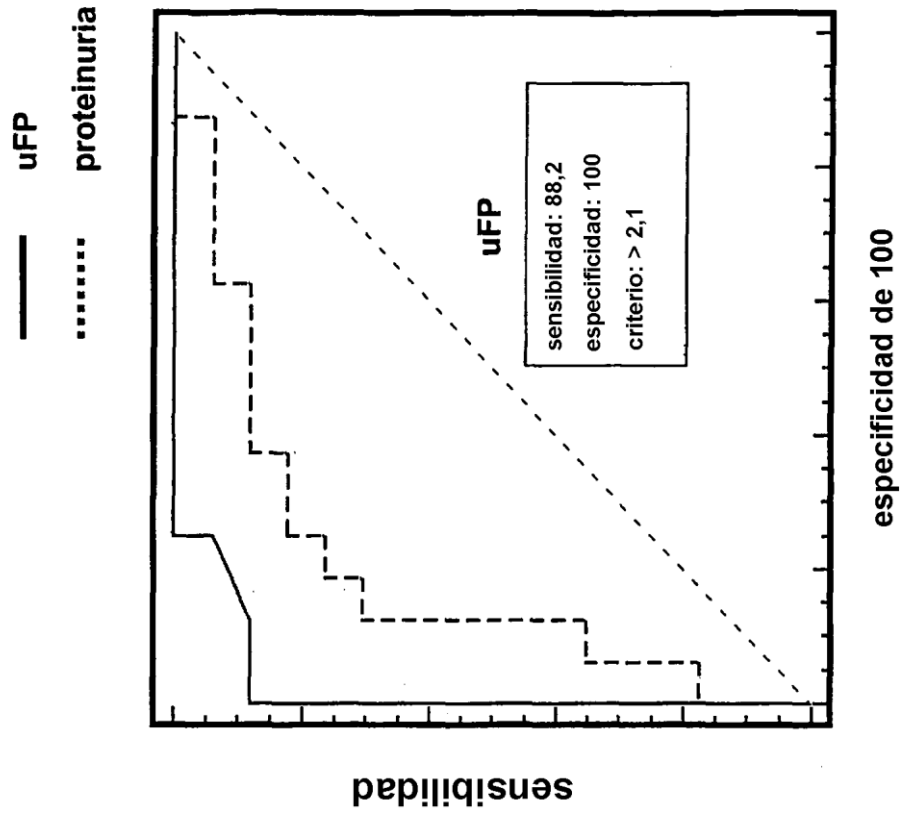 uFP
proteinuria
sensibilidad
uFP
sensibilidad: 88,2
especificidad: 100
criterio: > 2,1
especificidad de 100